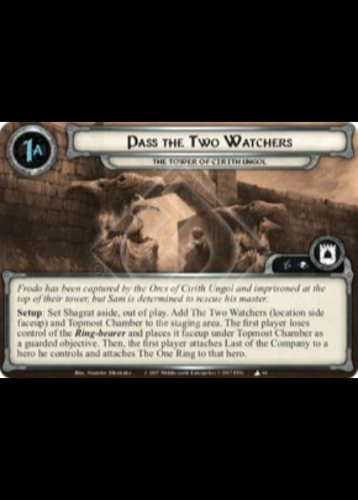 1A
PASS THE TWO WATCHERS
THE TOWER OF CIRITH UNGOL
Frodo has been captured by the Orcs of Cirith Ungol and imprisoned at the
top of their tower, but Sam is determined to rescue his master.
Setup: Set Shagrat aside, out of play. Add The Two Watchers (location side
faceup) and Topmost Chamber to the staging area. The first player loses
control of the Ring-bearer and places it faceup under Topmost Chamber as
a guarded objective. Then, the first player attaches Last of the Company to a
hero he controls and attaches The One Ring to that hero.